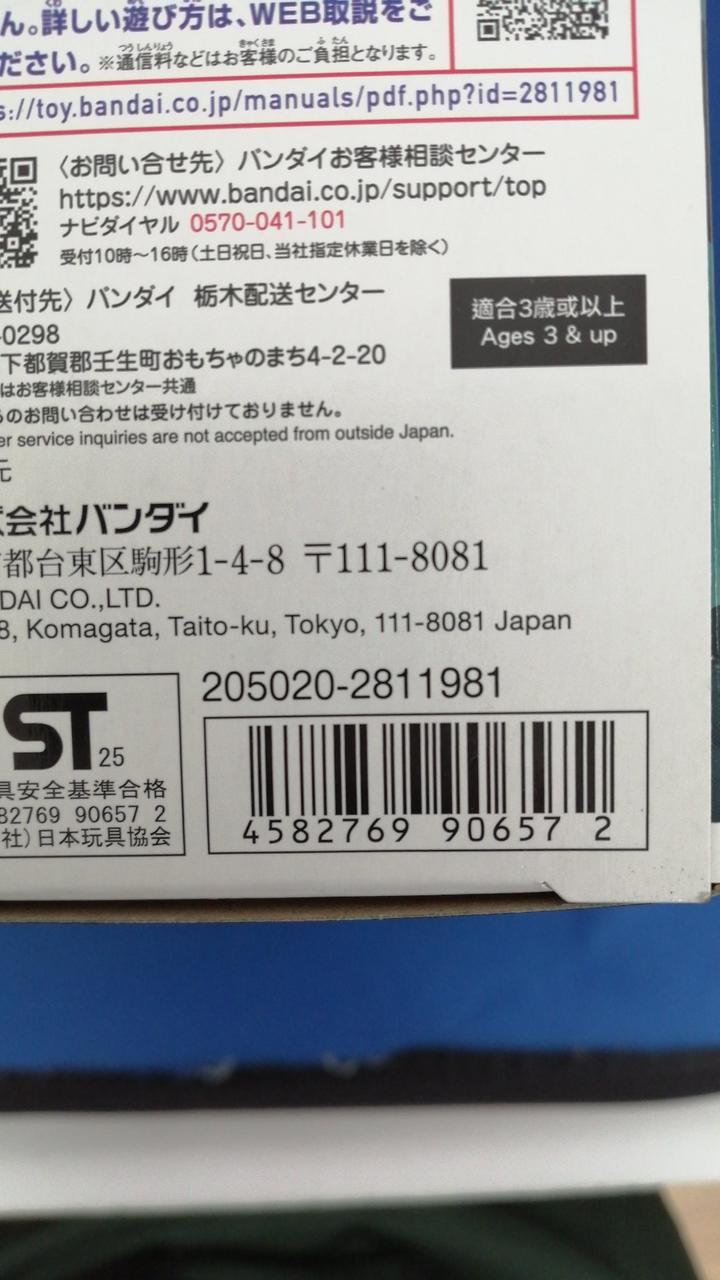 ん。詳しい遊び方は、WEB取説をご
ださい。※通信料などはお客様のご負担となります。
s://toy.bandai.co.jp/manuals/pdf.php?id=2811981
〈お問い合せ先〉バンダイお客様相談センター
https://www.bandai.co.jp/support/top
ナビダイヤル 0570-041-101
受付10時～16時(土日祝日、当社指定休業日を除く)
送付先〉バンダイ 栃木配送センター
-0298
下都賀郡壬生町おもちゃのまち4-2-20
はお客様相談センター共通
らのお問い合わせは受け付けておりません。
er service inquiries are not accepted from outside Japan.
適合3歳或以上
Ages 3 & up
元
式会社バンダイ
都台東区駒形1-4-8 〒111-8081
DAI CO.,LTD.
8, Komagata, Taito-ku, Tokyo, 111-8081 Japan
ST 25
具安全基準合格
82769 90657 2
社)日本玩具協会
205020-2811981
4582769 90657 2